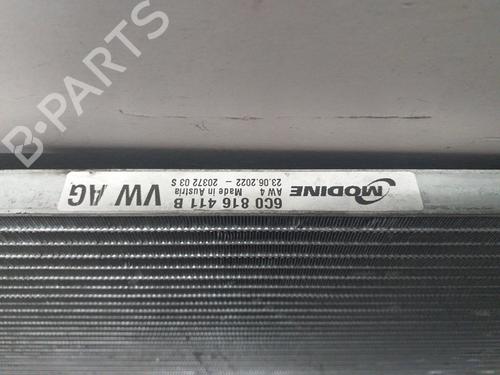 B-PARTS
MODINE
AW 4 Made in Austria
23.06.2022 - 20372 03 S
6C0 816 411 B
VW AG